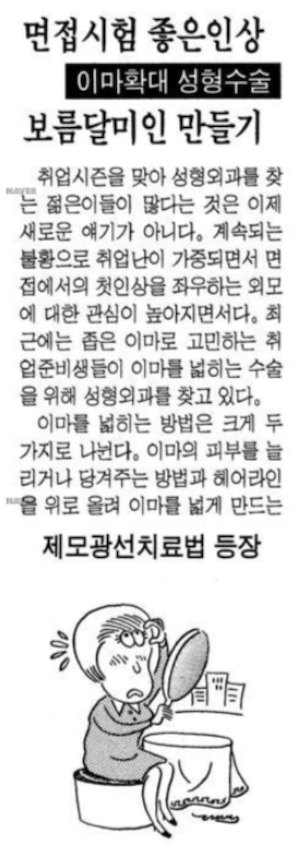 면접시험 좋은인상
이마확대 성형수술
보름달미인 만들기
취업시즌을 맞아 성형외과를 찾
는 젊은이들이 많다는 것은 이제
새로운 얘기가 아니다. 계속되는
불황으로 취업난이 가중되면서 면
접에서의 첫인상을 좌우하는 외모
에 대한 관심이 높아지면서다. 최
근에는 좁은 이마로 고민하는 취
업준비생들이 이마를 넓히는 수술
을 위해 성형외과를 찾고 있다.
이마를 넓히는 방법은 크게 두
가지로 나뉜다. 이마의 피부를 늘
리거나 당겨주는 방법과 헤어라인
을 위로 올려 이마를 넓게 만드는
제모광선치료법 등장
NAVER